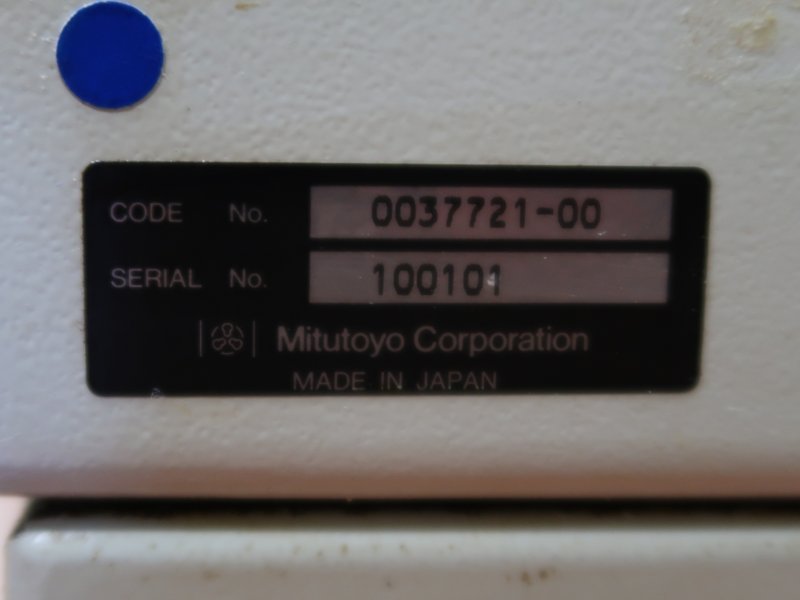 CODE No. 0037721-00
SERIAL No. 100101
Mitutoyo Corporation
MADE IN JAPAN